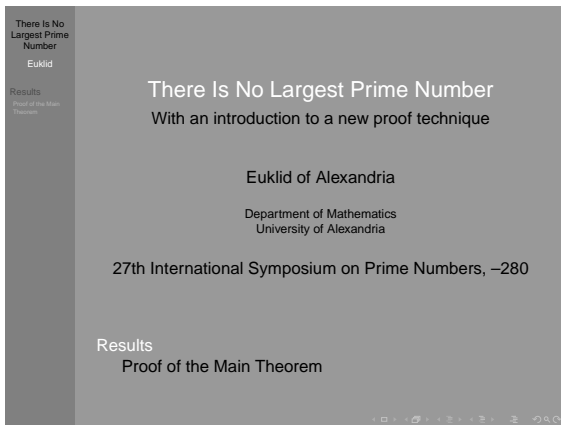 There Is No
Largest Prime
Number
Euklid
Results
Proof of the Main
Theorem
There Is No Largest Prime Number
With an introduction to a new proof technique
Euklid of Alexandria
Department of Mathematics
University of Alexandria
27th International Symposium on Prime Numbers, –280
Results
Proof of the Main Theorem